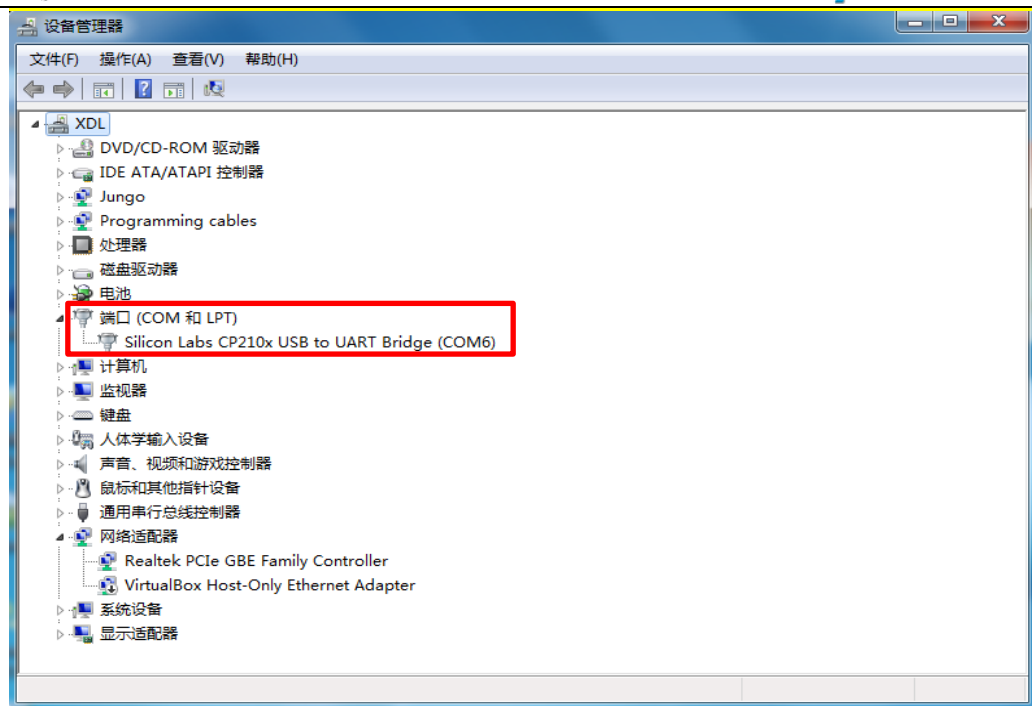 设备管理器
文件(F) 操作(A) 查看(V) 帮助(H)
XDL
DVD/CD-ROM 驱动器
IDE ATA/ATAPI 控制器
Jungo
Programming cables
处理器
磁盘驱动器
电池
端口 (COM 和 LPT)
Silicon Labs CP210x USB to UART Bridge (COM6)
计算机
监视器
键盘
人体学输入设备
声音、视频和游戏控制器
鼠标和其他指针设备
通用串行总线控制器
网络适配器
Realtek PCIe GBE Family Controller
VirtualBox Host-Only Ethernet Adapter
系统设备
显示适配器